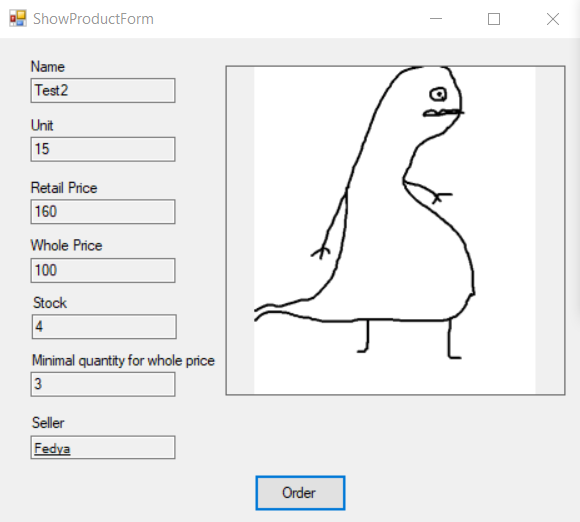 ShowProductForm
Name
Test2
Unit
15
Retail Price
160
Whole Price
100
Stock
4
Minimal quantity for whole price
3
Seller
Fedya
Order